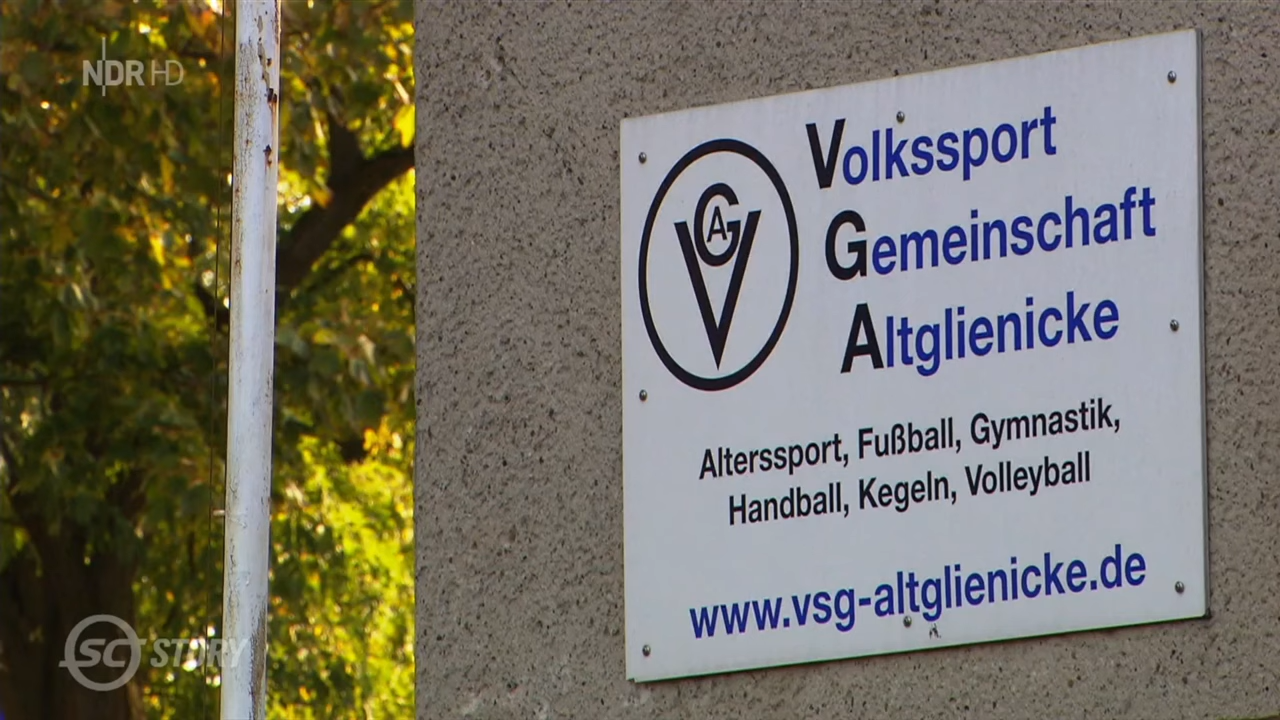 NDR HD
Volkssport
Gemeinschaft
Altglienicke
VGA
Alterssport, Fußball, Gymnastik,
Handball, Kegeln, Volleyball
www.vsg-altglienicke.de
SC STORY